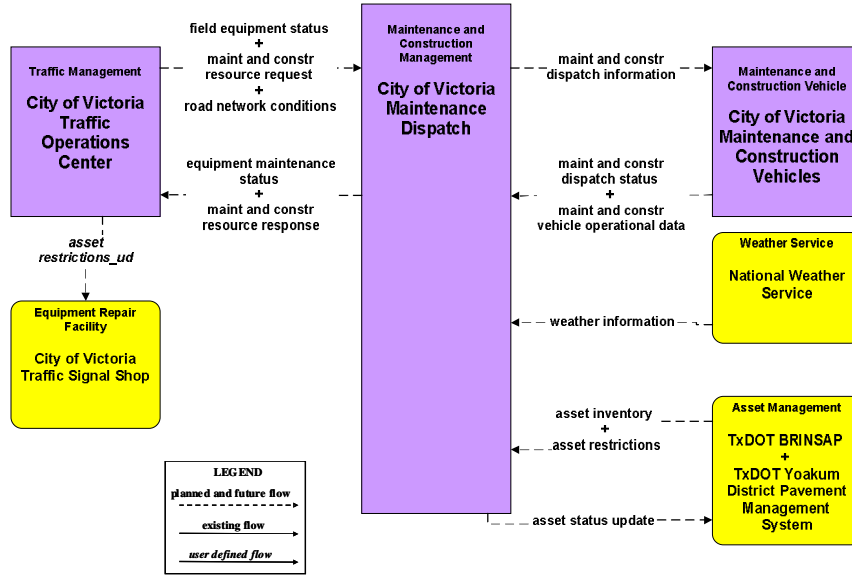 field equipment status
+
maint and constr
resource request
+
road network conditions
Maintenance and
Construction
Management
City of Victoria
Maintenance
Dispatch
maint and constr
dispatch information
Traffic Management
City of Victoria
Traffic
Operations
Center
Maintenance and
Construction Vehicle
City of Victoria
Maintenance and
Construction
Vehicles
equipment maintenance
status
+
maint and constr
resource response
maint and constr
dispatch status
+
maint and constr
vehicle operational data
asset
restrictions_ud
Weather Service
National Weather
Service
Equipment Repair
Facility
City of Victoria
Traffic Signal Shop
weather information
asset inventory
+
asset restrictions
Asset Management
TxDOT BRINSAP
+
TxDOT Yoakum
District Pavement
Management
System
LEGEND
planned and future flow
existing flow
user defined flow
asset status update